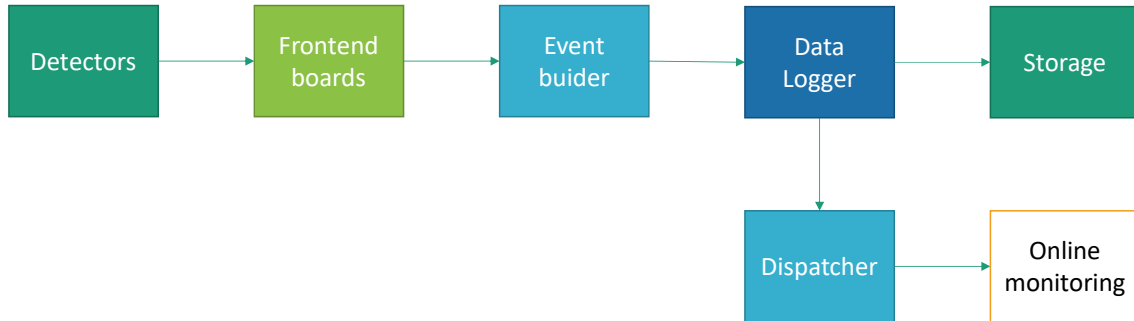 Detectors
Frontend
boards
Event
buider
Data
Logger
Storage
Dispatcher
Online
monitoring